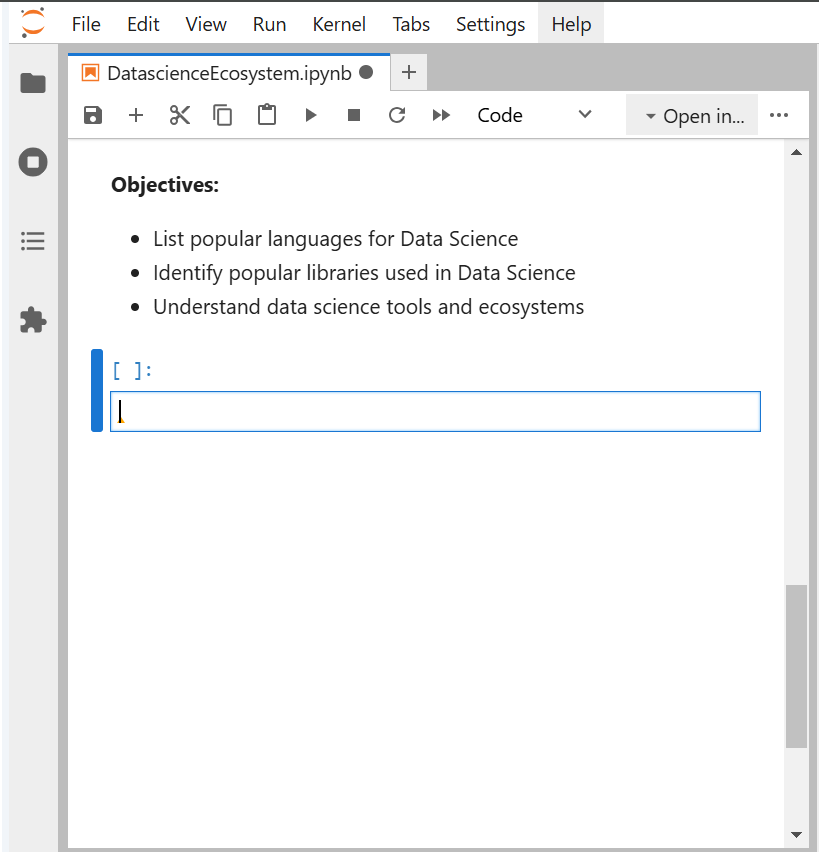 File Edit View Run Kernel Tabs Settings Help
DatascienceEcosystem.ipynb
Code Open in...
Objectives:
List popular languages for Data Science
Identify popular libraries used in Data Science
Understand data science tools and ecosystems
[ ]: